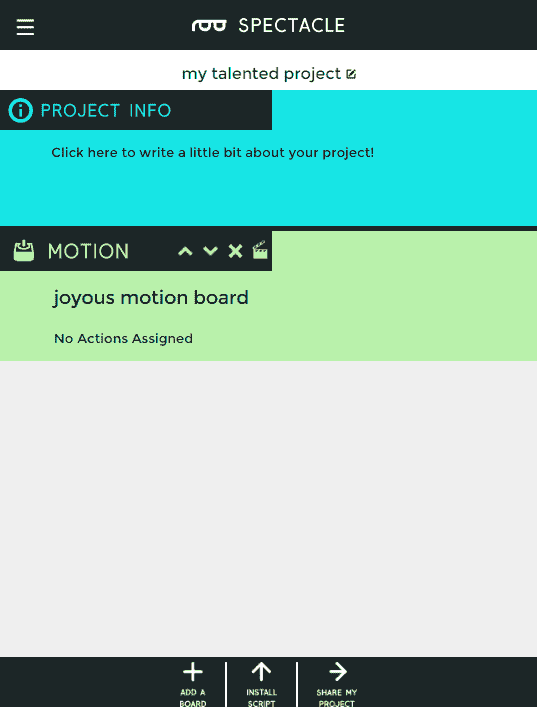 SPECTACLE
my talented project
PROJECT INFO
Click here to write a little bit about your project!
MOTION
joyous motion board
No Actions Assigned
ADD A
BOARD
INSTALL
SCRIPT
SHARE MY
PROJECT